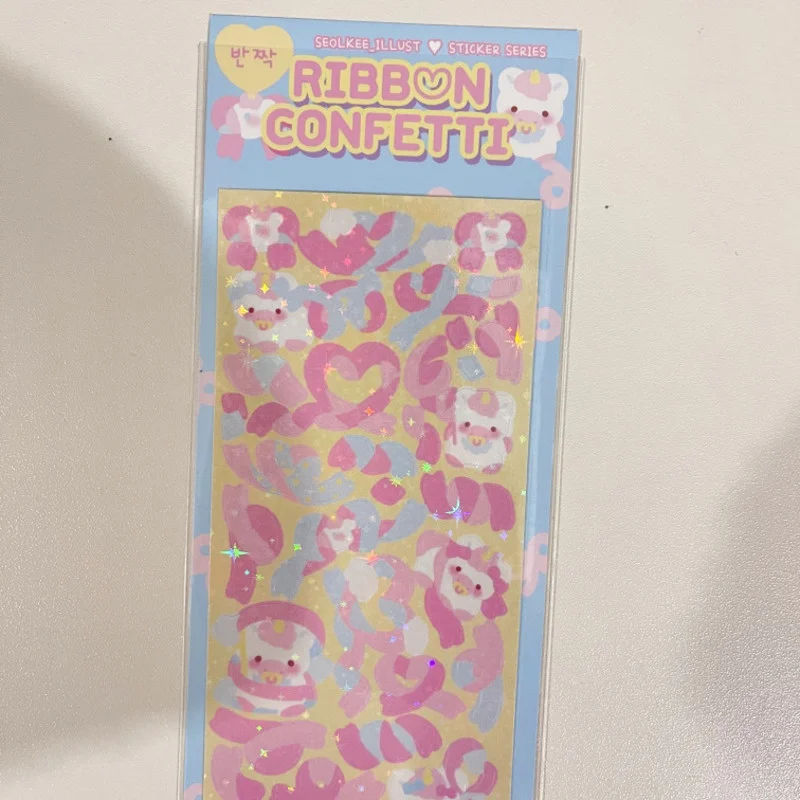 SEOLKEE_ILLUST ♥ STICKER SERIES
반짝
RIBBON
CONFETTI